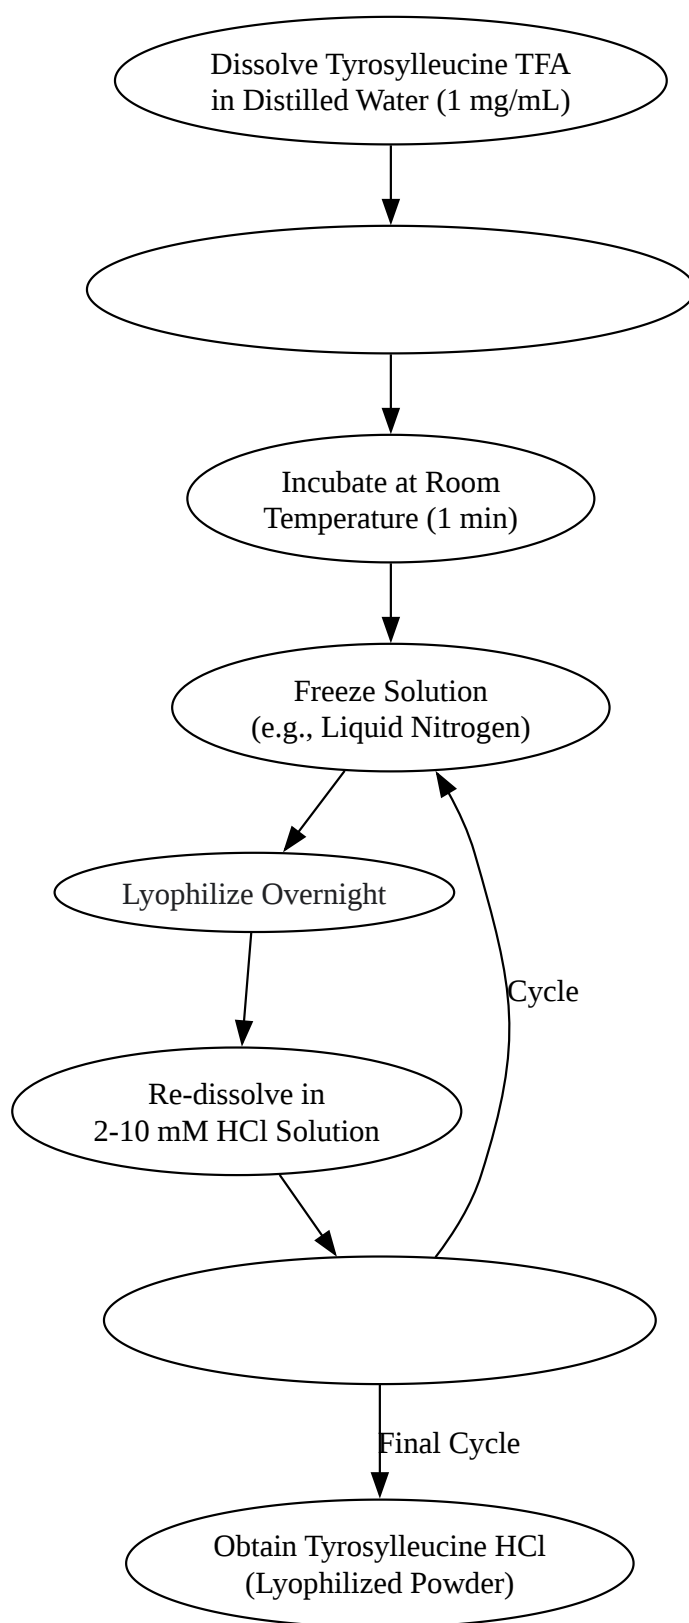 Dissolve Tyrosylleucine TFA
in Distilled Water (1 mg/mL)
Incubate at Room
Temperature (1 min)
Freeze Solution
(e.g., Liquid Nitrogen)
Lyophilize Overnight
Cycle
Re-dissolve in
2-10 mM HCl Solution
Final Cycle
Obtain Tyrosylleucine HCl
(Lyophilized Powder)